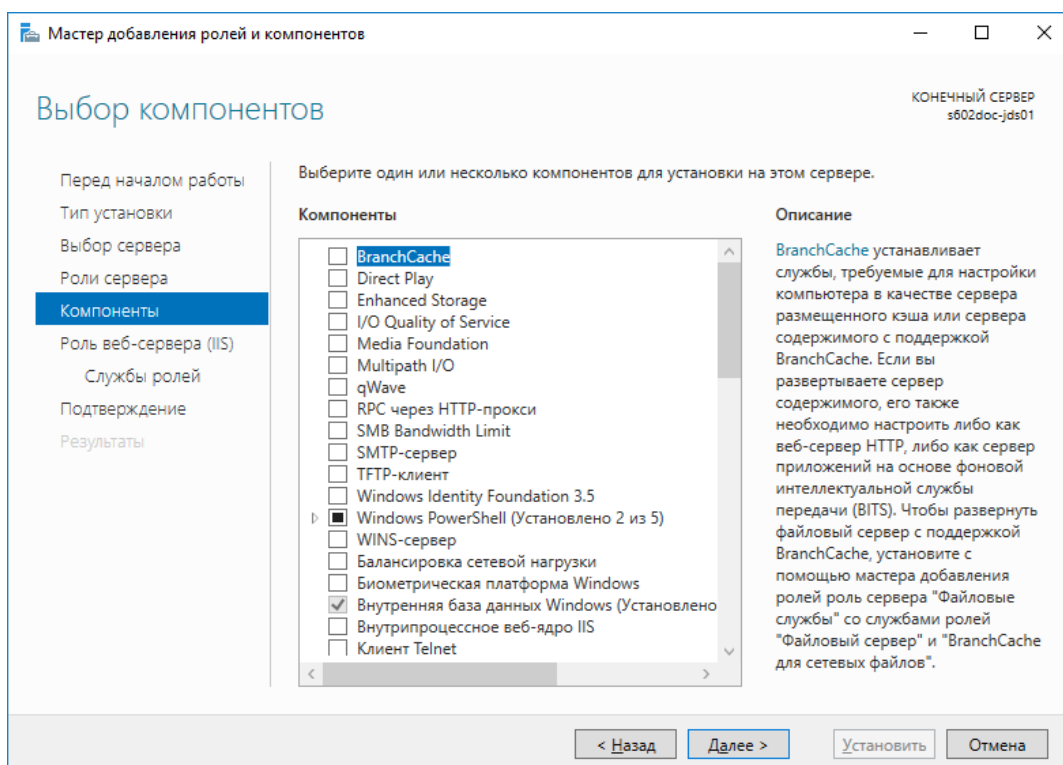 Мастер добавления ролей и компонентов
Выбор компонентов
КОНЕЧНЫЙ СЕРВЕР
s602doc-jds01
Перед началом работы
Тип установки
Выбор сервера
Роли сервера
Компоненты
Роль веб-сервера (IIS)
Службы ролей
Подтверждение
Результаты
Выберите один или несколько компонентов для установки на этом сервере.
Компоненты
BranchCache
Direct Play
Enhanced Storage
I/O Quality of Service
Media Foundation
Multipath I/O
qWave
RPC через HTTP-прокси
SMB Bandwidth Limit
SMTP-сервер
TFTP-клиент
Windows Identity Foundation 3.5
Windows PowerShell (Установлено 2 из 5)
WINS-сервер
Балансировка сетевой нагрузки
Биометрическая платформа Windows
Внутренняя база данных Windows (Установлено
Внутрипроцессное веб-ядро IIS
Клиент Telnet
Описание
BranchCache устанавливает
службы, требуемые для настройки
компьютера в качестве сервера
размещенного кэша или сервера
содержимого с поддержкой
BranchCache. Если вы
развертываете сервер
содержимого, его также
необходимо настроить либо как
веб-сервер HTTP, либо как сервер
приложений на основе фоновой
интеллектуальной службы
передачи (BITS). Чтобы развернуть
файловый сервер с поддержкой
BranchCache, установите с
помощью мастера добавления
ролей роль сервера "Файловые
службы" со службами ролей
"Файловый сервер" и "BranchCache
для сетевых файлов".
< Назад
Далее >
Установить
Отмена